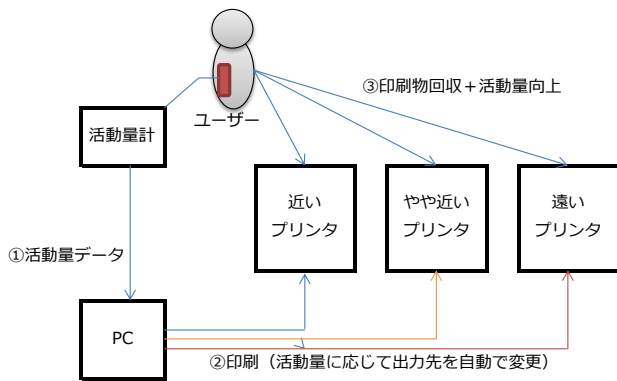 ③印刷物回収＋活動量向上
ユーザー
活動量計
近い
プリンタ
やや近い
プリンタ
遠い
プリンタ
①活動量データ
PC
②印刷（活動量に応じて出力先を自動で変更）